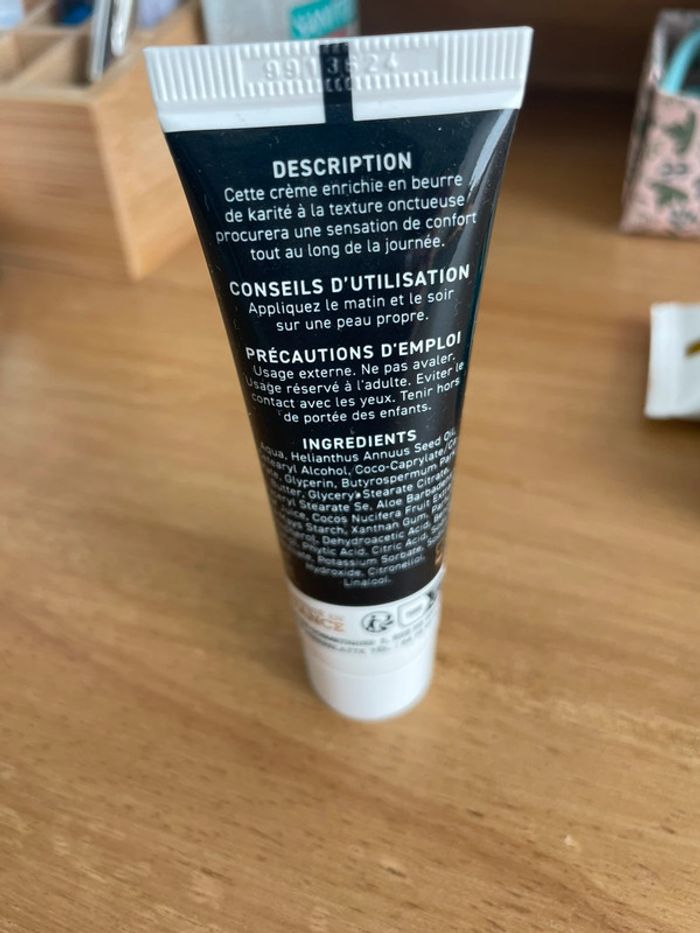 9913624
DESCRIPTION
Cette crème enrichie en beurre
de karité à la texture onctueuse
procurera une sensation de confort
tout au long de la journée.
CONSEILS D'UTILISATION
Appliquez le matin et le soir
sur une peau propre.
PRÉCAUTIONS D'EMPLOI
Usage externe. Ne pas avaler.
Usage réservé à l'adulte. Eviter le
contact avec les yeux. Tenir hors
de portée des enfants.
INGREDIENTS
Aqua, Helianthus Annuus Seed Oil,
Alcohol, Coco-Caprylate/
Glycerin, Butyrospermum
Glyceryl Stearate Citrate,
Stearate Se, Aloe
Cocos Nucifera Fruit
Starch, Xanthan Gum,
Dehydroacetic Acid,
Phytic Acid, Citric Acid,
Potassium Sorbate,
Hydroxide, Citronellol,
Linalool.